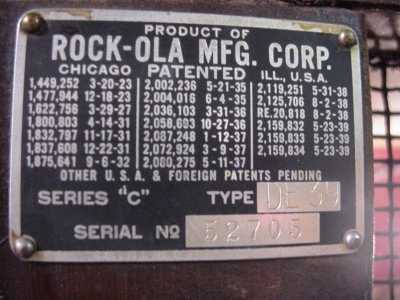 PRODUCT OF
ROCK-OLA MFG. CORP.
CHICAGO PATENTED ILL., U.S.A.
1,449,252 3-20-23 2,002,236 5-21-35 2,119,251 5-31-38
1,477,944 12-18-23 2,004,016 6-4-35 2,125,706 8-2-38
1,622,756 3-29-27 2,036,103 3-31-36 RE.20,818 8-2-38
1,800,803 4-14-31 2,058,693 10-27-36 2,159,832 5-23-39
1,832,797 11-17-31 2,087,248 1-12-37 2,159,833 5-23-39
1,837,608 12-22-31 2,072,924 3-9-37 2,159,834 5-23-39
1,875,641 9-6-32 2,080,275 5-11-37
OTHER U.S.A & FOREIGN PATENTS PENDING
SERIES "C" TYPE DE 39
SERIAL NO 52705